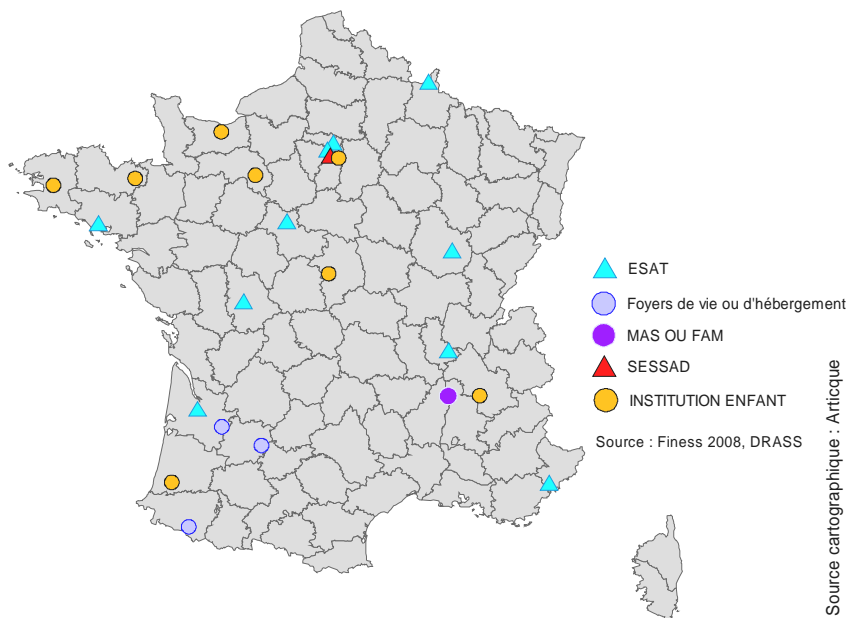 ESAT
Foyers de vie ou d'hébergement
MAS OU FAM
SESSAD
INSTITUTION ENFANT
Source : Finess 2008, DRASS
Source cartographique : Articque